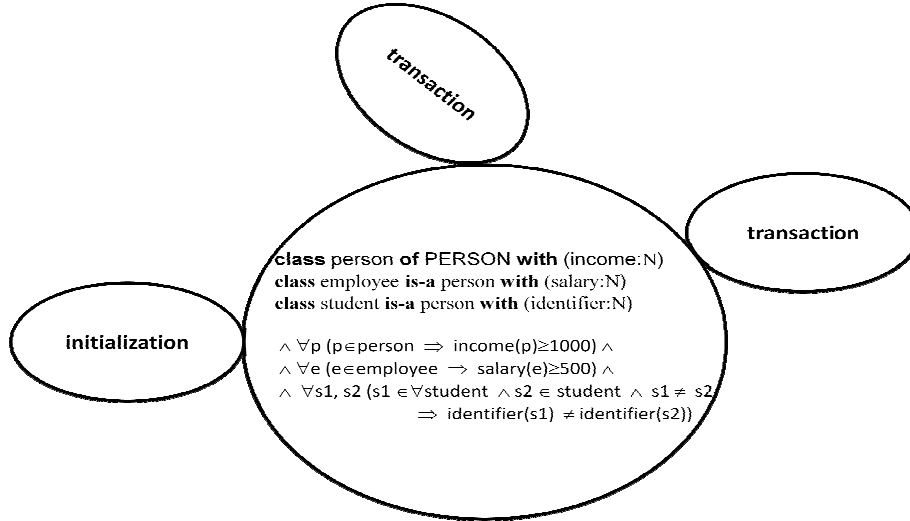 transaction
transaction
class person of PERSON with (income:N)
class employee is-a person with (salary:N)
class student is-a person with (identifier:N)
initialization
∧ ∀p (p∈person ⇒ income(p)≥1000) ∧
∧ ∀e (e∈employee → salary(e)≥500) ∧
∧ ∀s1, s2 (s1 ∈∀student ∧ s2 ∈ student ∧ s1 ≠ s2
⇒ identifier(s1) ≠ identifier(s2))